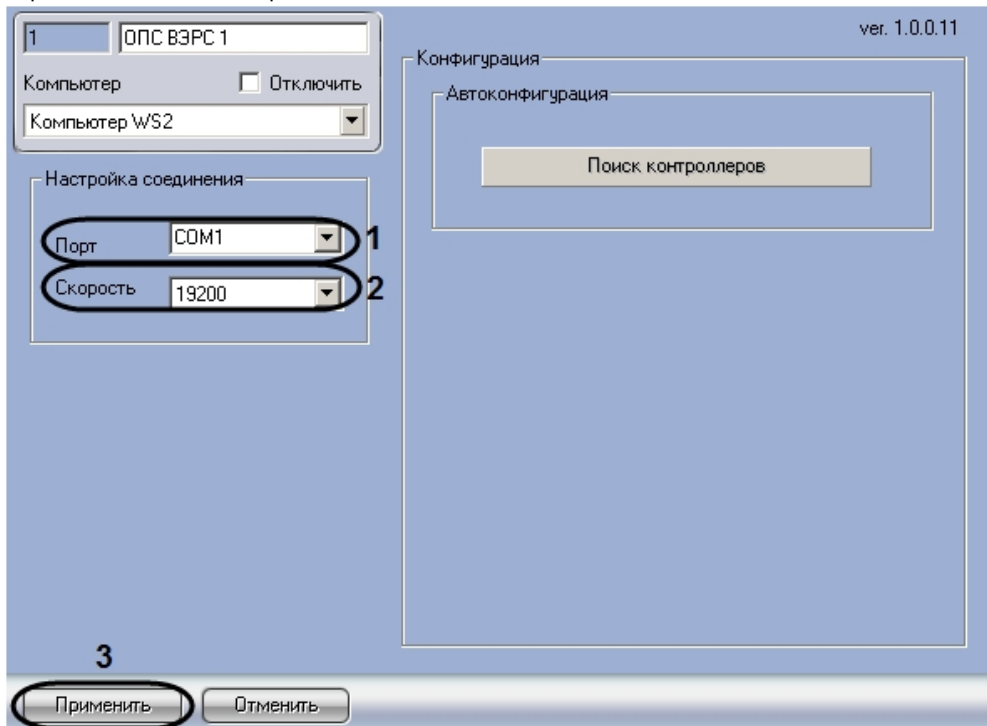 1 ОПС ВЭРС 1
ver. 1.0.0.11
Компьютер Отключить
Компьютер WS2
Конфигурация
Автоконфигурация
Поиск контроллеров
Настройка соединения
Порт COM1 1
Скорость 19200 2
3
Применить Отменить